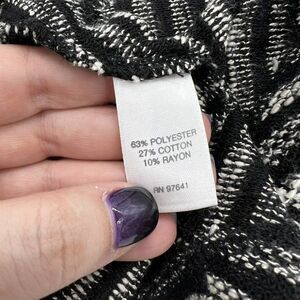 63% POLYESTER
27% COTTON
10% RAYON
RN 97641